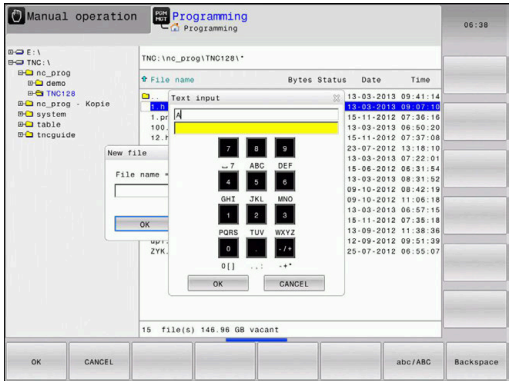 Manual operation
PGM
MGT
Programming
Programming
06:38
E:\
TNC:\
nc_prog
demo
TNC128
nc_prog - Kopie
system
table
tncguide
TNC:\nc_prog\TNC128\*
File name Bytes Status Date Time
.. 13-03-2013 09:41:14
1.h 13-03-2013 09:07:10
1.pr 15-11-2012 07:36:16
100. 13-03-2013 06:50:20
12.h 15-11-2012 07:37:08
23-07-2012 13:18:10
13-03-2013 07:22:01
15-06-2012 06:31:54
13-03-2013 08:31:52
09-10-2012 08:42:19
09-10-2012 11:06:18
13-03-2013 06:57:15
15-11-2012 07:35:18
13-09-2012 11:38:36
12-09-2012 09:51:39
ZYK. 25-07-2012 06:55:07
New file
File name =
OK
Text input
A
7 8 9
7 ABC DEF
4 5 6
GHI JKL MNO
1 2 3
PQRS TUV WXYZ
0 . -/+
0[] ..: -+*
OK CANCEL
15 file(s) 146.96 GB vacant
OK CANCEL abc/ABC Backspace